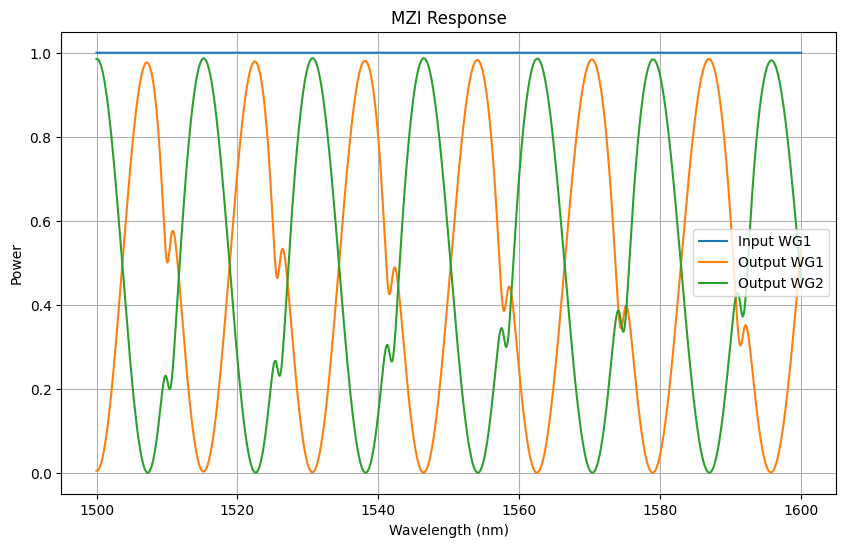 MZI Response
Power
1.0
0.8
0.6
0.4
0.2
0.0
Input WG1
Output WG1
Output WG2
1500
1520
1540
1560
1580
1600
Wavelength (nm)